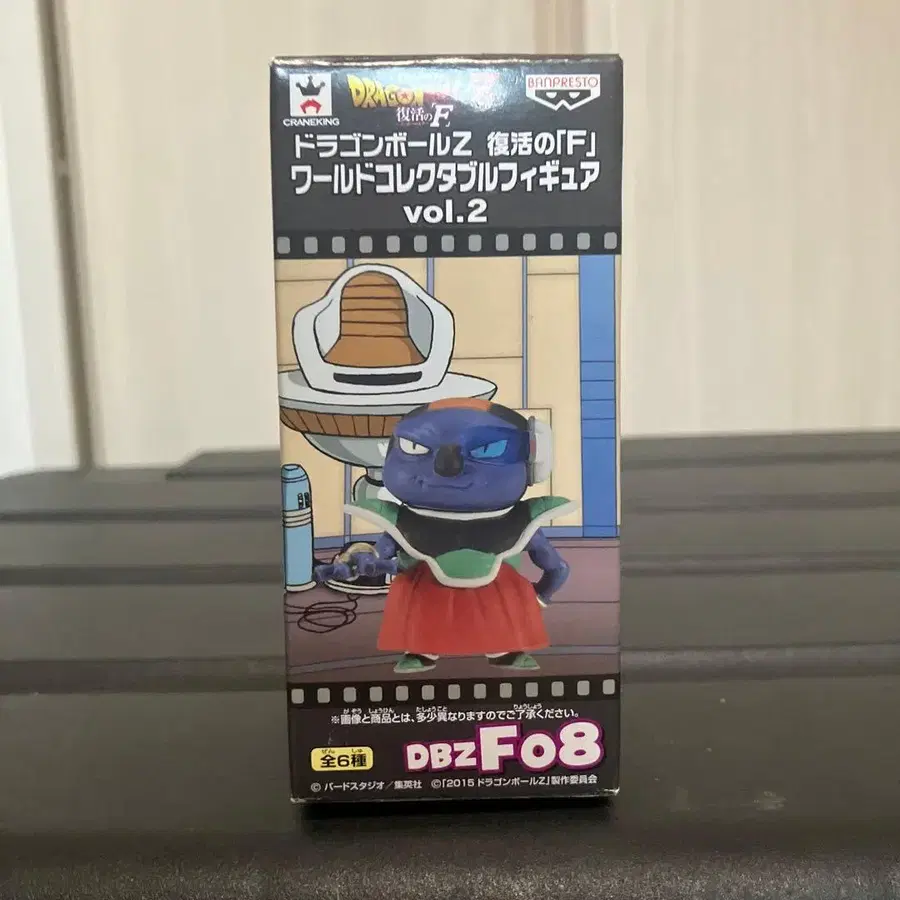 CRANEKING
DRAGON
復活の「F」
BANPRESTO
ドラゴンボールZ 復活の「F」
ワールドコレクタブルフィギュア
vol.2
※画像と商品とは、多少異なりますのでご了承ください。
全6種
DBZF08
©バードスタジオ/集英社 ©「2015 ドラゴンボールZ」製作委員会